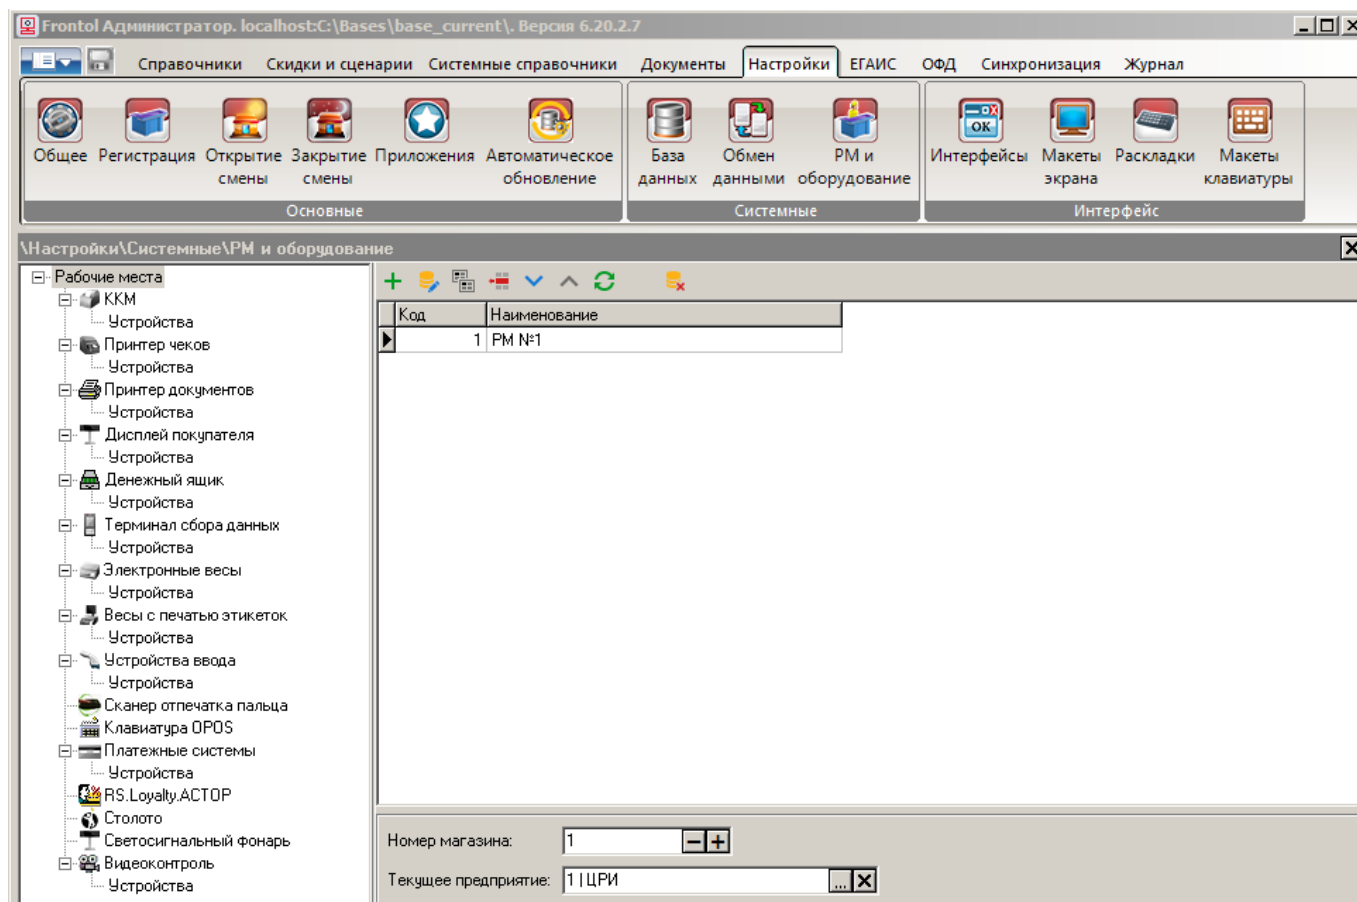 Frontol Администратор. localhost:C:\Bases\base_current\. Версия 6.20.2.7
Справочники Скидки и сценарии Системные справочники Документы Настройки ЕГАИС ОФД Синхронизация Журнал
Общее Регистрация Открытие смены Закрытие смены Приложения Автоматическое обновление База данных Обмен данными РМ и оборудование Интерфейсы Макеты экрана Раскладки Макеты клавиатуры
Основные Системные Интерфейс
\Настройки\Системные\РМ и оборудование
Рабочие места
ККМ
Устройства
Принтер чеков
Устройства
Принтер документов
Устройства
Дисплей покупателя
Устройства
Денежный ящик
Устройства
Терминал сбора данных
Устройства
Электронные весы
Устройства
Весы с печатью этикеток
Устройства
Устройства ввода
Устройства
Сканер отпечатка пальца
Клавиатура OPOS
Платежные системы
Устройства
RS.Loyalty.АСТОР
Столото
Светосигнальный фонарь
Видеоконтроль
Устройства
Код Наименование
1 РМ №1
Номер магазина: 1
Текущее предприятие: 1 | ЦРИ ...